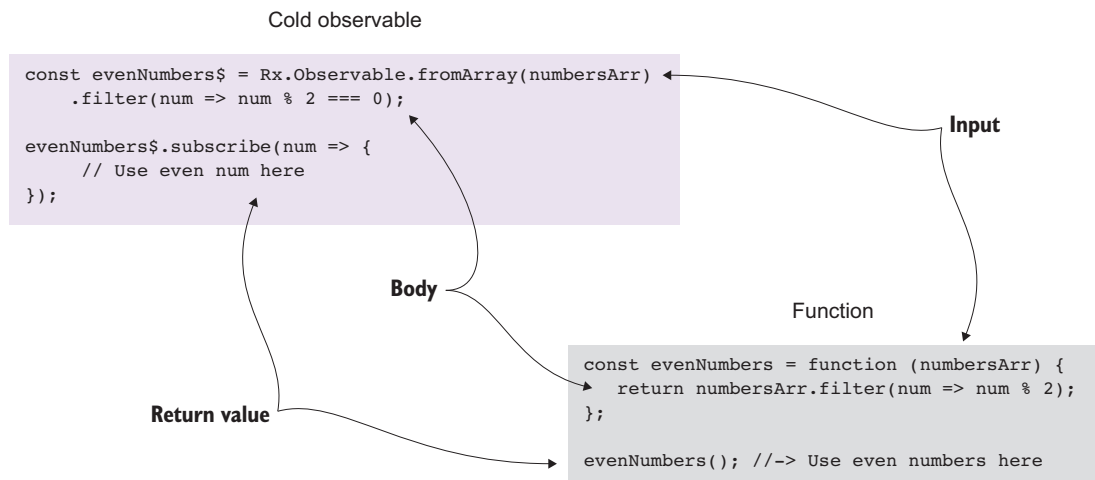 Cold observable
const evenNumbers$ = Rx.Observable.fromArray(numbersArr)
.filter(num => num % 2 === 0);
evenNumbers$.subscribe(num => {
// Use even num here
});
Input
Body
Return value
Function
const evenNumbers = function (numbersArr) {
return numbersArr.filter(num => num % 2);
};
evenNumbers(); //-> Use even numbers here